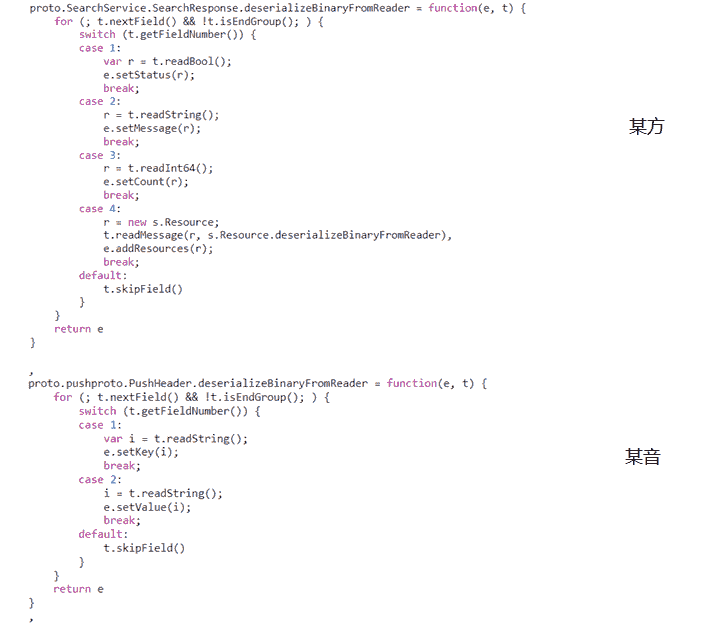 proto.SearchService.SearchResponse.deserializeBinaryFromReader = function(e, t) {
    for (; t.nextField() && !t.isEndGroup(); ) {
        switch (t.getFieldNumber()) {
        case 1:
            var r = t.readBool();
            e.setStatus(r);
            break;
        case 2:
            r = t.readString();
            e.setMessage(r);
            break;
        case 3:
            r = t.readInt64();
            e.setCount(r);
            break;
        case 4:
            r = new s.Resource;
            t.readMessage(r, s.Resource.deserializeBinaryFromReader),
            e.addResources(r);
            break;
        default:
            t.skipField()
        }
    }
    return e
}
某方
,
proto.pushproto.PushHeader.deserializeBinaryFromReader = function(e, t) {
    for (; t.nextField() && !t.isEndGroup(); ) {
        switch (t.getFieldNumber()) {
        case 1:
            var i = t.readString();
            e.setKey(i);
            break;
        case 2:
            i = t.readString();
            e.setValue(i);
            break;
        default:
            t.skipField()
        }
    }
    return e
}
,
某音